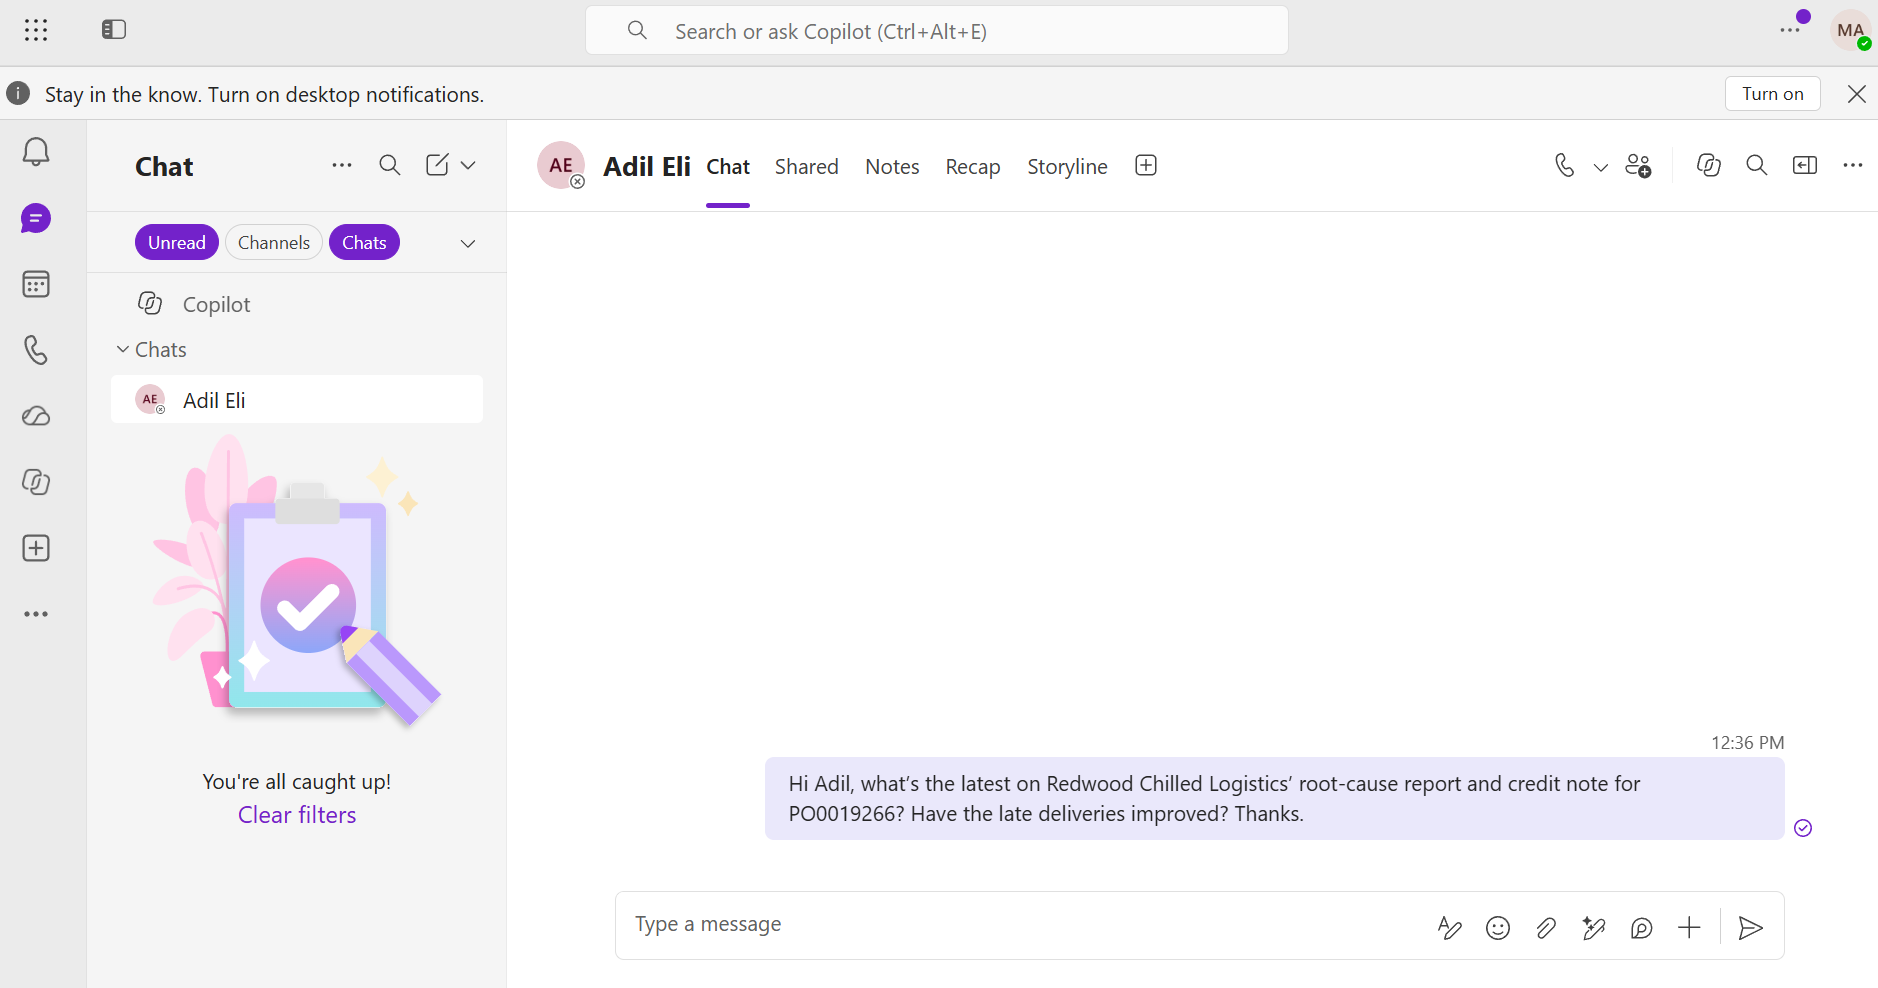 Search or ask Copilot (Ctrl+Alt+E)
MA
Stay in the know. Turn on desktop notifications.
Turn on
Chat
AE
Adil Eli
Chat
Shared
Notes
Recap
Storyline
Unread
Channels
Chats
Copilot
Chats
AE
Adil Eli
You're all caught up!
Clear filters
12:36 PM
Hi Adil, what’s the latest on Redwood Chilled Logistics’ root-cause report and credit note for
PO0019266? Have the late deliveries improved? Thanks.
Type a message